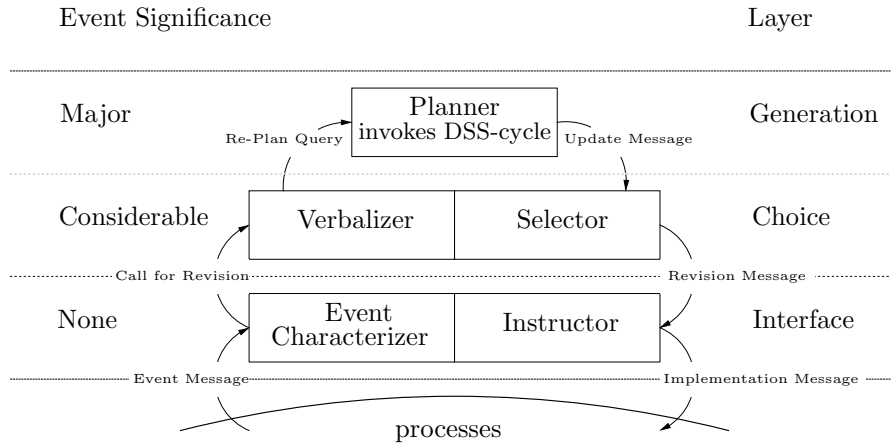 Event Significance
Layer
Major
Planner
invokes DSS-cycle
Generation
Re-Plan Query
Update Message
Considerable
Verbalizer
Selector
Choice
Call for Revision
Revision Message
None
Event
Characterizer
Instructor
Interface
Event Message
Implementation Message
processes